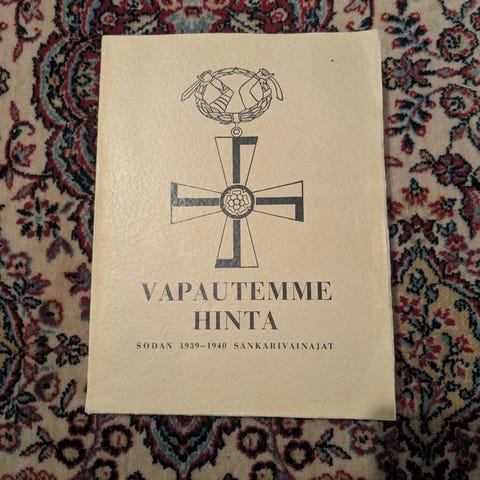 VAPAUTEMME
HINTA
SODAN 1939—1940 SANKARIVAINAJAT